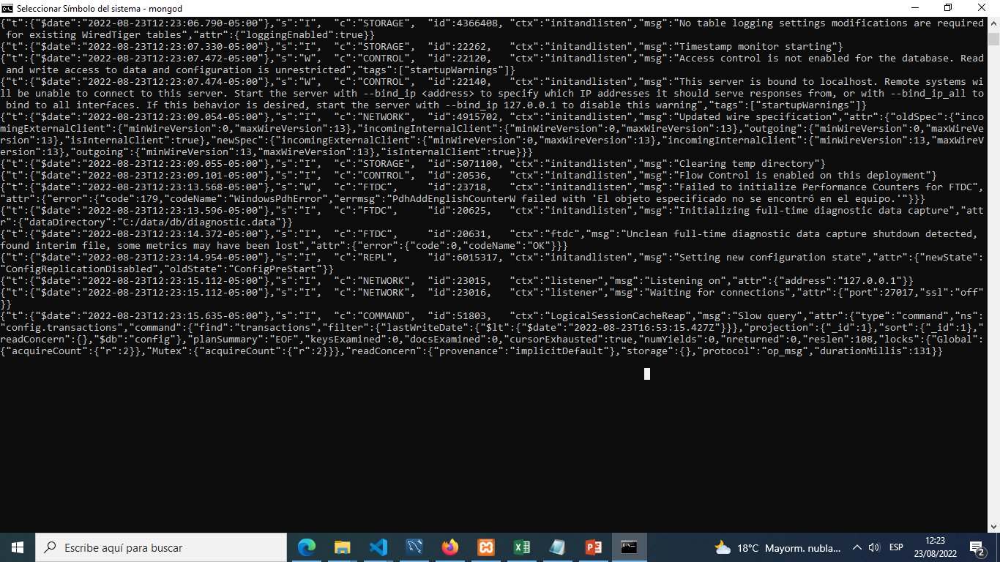 Seleccionar Símbolo del sistema - mongod
{"t":{"$date":"2022-08-23T12:23:06.790-05:00"},"s":"I",  "c":"STORAGE",  "id":4366408, "ctx":"initandlisten","msg":"No table logging settings modifications are required
 for existing WiredTiger tables","attr":{"loggingEnabled":true}}
{"t":{"$date":"2022-08-23T12:23:07.330-05:00"},"s":"I",  "c":"STORAGE",  "id":22262,   "ctx":"initandlisten","msg":"Timestamp monitor starting"}
{"t":{"$date":"2022-08-23T12:23:07.472-05:00"},"s":"W",  "c":"CONTROL",  "id":22120,   "ctx":"initandlisten","msg":"Access control is not enabled for the database. Read
 and write access to data and configuration is unrestricted","tags":["startupWarnings"]}
{"t":{"$date":"2022-08-23T12:23:07.474-05:00"},"s":"W",  "c":"CONTROL",  "id":22140,   "ctx":"initandlisten","msg":"This server is bound to localhost. Remote systems wi
ll be unable to connect to this server. Start the server with --bind_ip <address> to specify which IP addresses it should serve responses from, or with --bind_ip_all to
 bind to all interfaces. If this behavior is desired, start the server with --bind_ip 127.0.0.1 to disable this warning","tags":["startupWarnings"]}
{"t":{"$date":"2022-08-23T12:23:09.054-05:00"},"s":"I",  "c":"NETWORK",  "id":4915702, "ctx":"initandlisten","msg":"Updated wire specification","attr":{"oldSpec":{"inco
mingExternalClient":{"minWireVersion":0,"maxWireVersion":13},"incomingInternalClient":{"minWireVersion":0,"maxWireVersion":13},"outgoing":{"minWireVersion":0,"maxWireVe
rsion":13},"isInternalClient":true},"newSpec":{"incomingExternalClient":{"minWireVersion":0,"maxWireVersion":13},"incomingInternalClient":{"minWireVersion":13,"maxWireV
ersion":13},"outgoing":{"minWireVersion":13,"maxWireVersion":13},"isInternalClient":true}}}
{"t":{"$date":"2022-08-23T12:23:09.055-05:00"},"s":"I",  "c":"STORAGE",  "id":5071100, "ctx":"initandlisten","msg":"Clearing temp directory"}
{"t":{"$date":"2022-08-23T12:23:09.101-05:00"},"s":"I",  "c":"CONTROL",  "id":20536,   "ctx":"initandlisten","msg":"Flow Control is enabled on this deployment"}
{"t":{"$date":"2022-08-23T12:23:13.568-05:00"},"s":"W",  "c":"FTDC",     "id":23718,   "ctx":"initandlisten","msg":"Failed to initialize Performance Counters for FTDC",
"attr":{"error":{"code":179,"codeName":"WindowsPdhError","errmsg":"PdhAddEnglishCounterW failed with 'El objeto especificado no se encontró en el equipo.'"}}}
{"t":{"$date":"2022-08-23T12:23:13.596-05:00"},"s":"I",  "c":"FTDC",     "id":20625,   "ctx":"initandlisten","msg":"Initializing full-time diagnostic data capture","att
r":{"dataDirectory":"C:/data/db/diagnostic.data"}}
{"t":{"$date":"2022-08-23T12:23:14.372-05:00"},"s":"I",  "c":"FTDC",     "id":20631,   "ctx":"ftdc","msg":"Unclean full-time diagnostic data capture shutdown detected,
found interim file, some metrics may have been lost","attr":{"error":{"code":0,"codeName":"OK"}}}
{"t":{"$date":"2022-08-23T12:23:14.954-05:00"},"s":"I",  "c":"REPL",     "id":6015317, "ctx":"initandlisten","msg":"Setting new configuration state","attr":{"newState":
"ConfigReplicationDisabled","oldState":"ConfigPreStart"}}
{"t":{"$date":"2022-08-23T12:23:15.112-05:00"},"s":"I",  "c":"NETWORK",  "id":23015,   "ctx":"listener","msg":"Listening on","attr":{"address":"127.0.0.1"}}
{"t":{"$date":"2022-08-23T12:23:15.112-05:00"},"s":"I",  "c":"NETWORK",  "id":23016,   "ctx":"listener","msg":"Waiting for connections","attr":{"port":27017,"ssl":"off"
}}
{"t":{"$date":"2022-08-23T12:23:15.635-05:00"},"s":"I",  "c":"COMMAND",  "id":51803,   "ctx":"LogicalSessionCacheReap","msg":"Slow query","attr":{"type":"command","ns":
"config.transactions","command":{"find":"transactions","filter":{"lastWriteDate":{"$lt":{"$date":"2022-08-23T16:53:15.427Z"}}},"projection":{"_id":1},"sort":{"_id":1},"
readConcern":{},"$db":"config"},"planSummary":"EOF","keysExamined":0,"docsExamined":0,"cursorExhausted":true,"numYields":0,"nreturned":0,"reslen":108,"locks":{"Global":
{"acquireCount":{"r":2}},"Mutex":{"acquireCount":{"r":2}}},"readConcern":{"provenance":"implicitDefault"},"storage":{},"protocol":"op_msg","durationMillis":131}}
Escribe aquí para buscar
18°C Mayorm. nubla...
ESP
12:23
23/08/2022
2